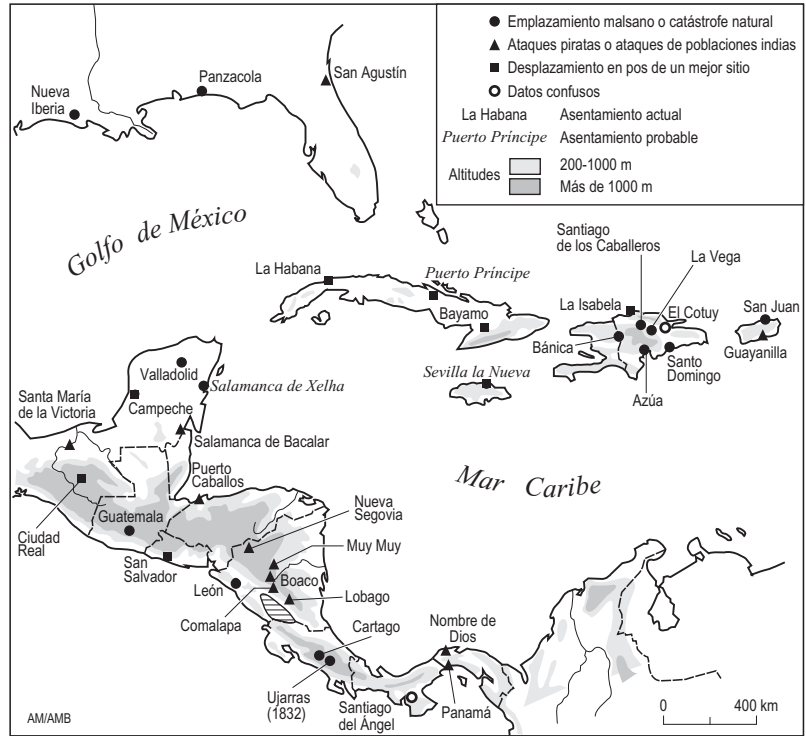 Emplazamiento malsano o catástrofe natural
Ataques piratas o ataques de poblaciones indias
Desplazamiento en pos de un mejor sitio
Datos confusos
La Habana Asentamiento actual
Puerto Príncipe Asentamiento probable
Altitudes
200-1000 m
Más de 1000 m
Nueva
Iberia
Panzacola
San Agustín
Golfo de México
La Habana
Puerto Príncipe
Bayamo
Santiago
de los Caballeros
La Vega
La Isabela
El Cotuy
San Juan
Bánica
Santo
Domingo
Guayanilla
Azúa
Sevilla la Nueva
Valladolid
Salamanca de Xelha
Campeche
Santa María
de la Victoria
Salamanca de Bacalar
Puerto
Caballos
Mar Caribe
Guatemala
Ciudad
Real
San
Salvador
Nueva
Segovia
Muy Muy
León
Boaco
Lobago
Comalapa
Cartago
Nombre de
Dios
Ujarras
(1832)
Santiago
del Ángel
Panamá
0 400 km
AM/AMB